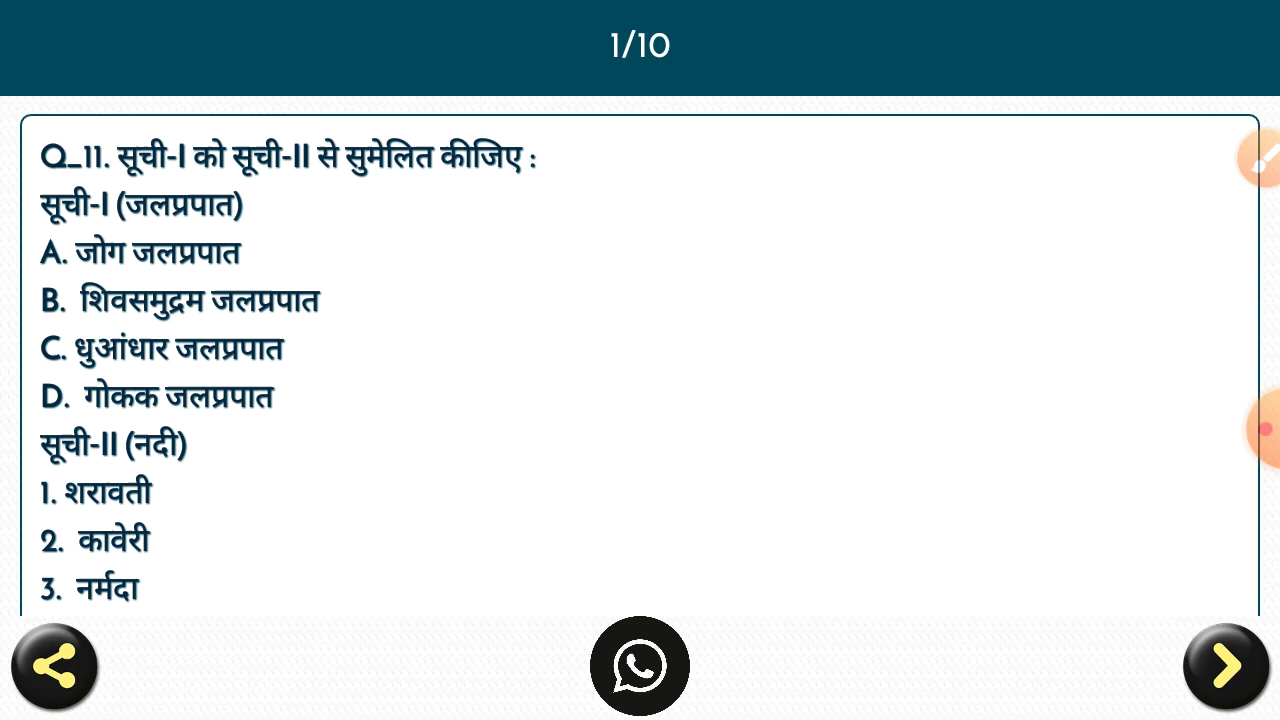 1/10
Q_11. सूची-I को सूची-II से सुमेलित कीजिए :
सूची-I (जलप्रपात)
A. जोग जलप्रपात
B. शिवसमुद्रम जलप्रपात
C. धुआंधार जलप्रपात
D. गोकक जलप्रपात
सूची-II (नदी)
1. शरावती
2. कावेरी
3. नर्मदा